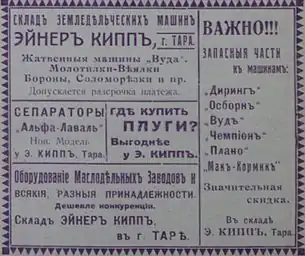 СКЛАДЪ ЗЕМЛЕДѢЛЬЧЕСКИХЪ МАШИНЪ
ЭЙНЕРЪ КИППЪ, г. ТАРА.
Жатвенныя машины „Вуда".
Молотилки-Вѣялки
Бороны, Соломорѣзки и пр.
Допускается разсрочка платежа.
СЕПАРАТОРЫ
„Альфа-Лаваль"
Нов. Модель
у Э. КИППЪ, Тара.
ГДѢ КУПИТЬ
ПЛУГИ?
Выгоднѣе
у Э. КИППЪ.
Оборудованіе Маслодѣльныхъ Заводовъ и
ВСЯКІЯ, РАЗНЫЯ ПРИНАДЛЕЖНОСТИ.
Дешевле конкуренціи.
Складъ ЭЙНЕРЪ КИППЪ,
въ г. ТАРѢ.
ВАЖНО!!!
ЗАПАСНЫЯ ЧАСТИ
къ машинамъ:
„Дирингъ"
„Осборнъ"
„Вудъ"
„Чемпіонъ"
„Плано"
„Макъ-Кормикъ"
Значительная
скидка.
Въ складѣ
Э. КИППЪ, Тара.